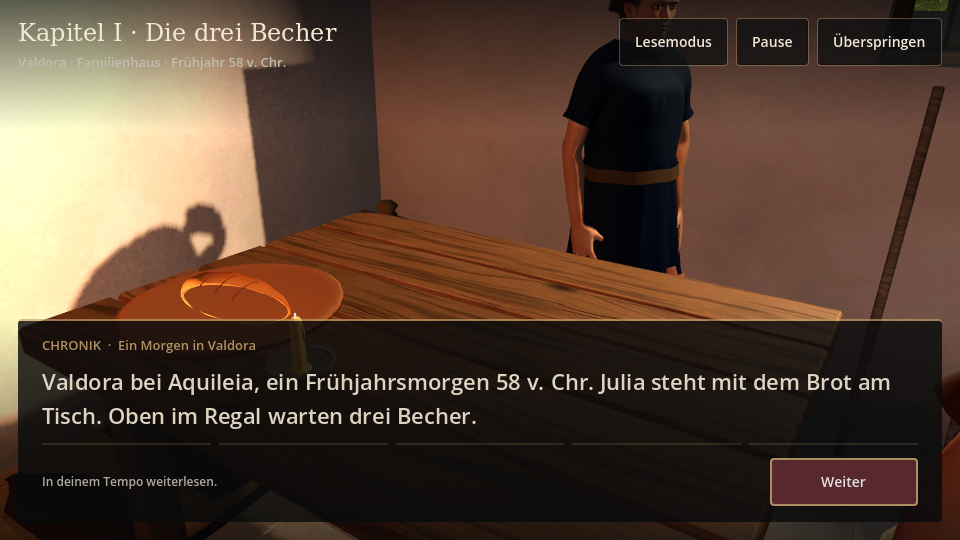 Kapitel I · Die drei Becher
Lesemodus
Pause
Überspringen
Valdora · Familienhaus · Frühjahr 58 v. Chr.
CHRONIK · Ein Morgen in Valdora
Valdora bei Aquileia, ein Frühjahrsmorgen 58 v. Chr. Julia steht mit dem Brot am
Tisch. Oben im Regal warten drei Becher.
In deinem Tempo weiterlesen.
Weiter